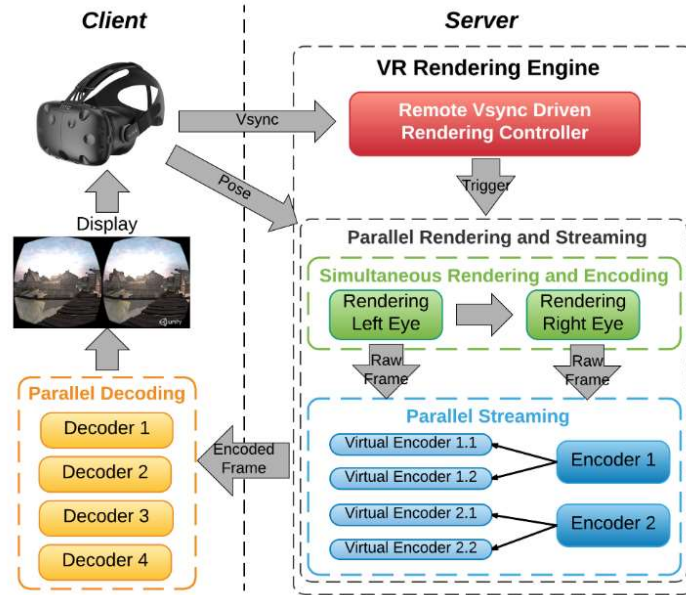 Client
Server
VR Rendering Engine
Remote Vsync Driven
Rendering Controller
Vsync
Pose
Trigger
Display
Parallel Rendering and Streaming
Simultaneous Rendering and Encoding
Rendering
Left Eye
Rendering
Right Eye
unity
Raw
Frame
Raw
Frame
Parallel Decoding
Decoder 1
Decoder 2
Decoder 3
Decoder 4
Encoded
Frame
Parallel Streaming
Virtual Encoder 1.1
Virtual Encoder 1.2
Virtual Encoder 2.1
Virtual Encoder 2.2
Encoder 1
Encoder 2